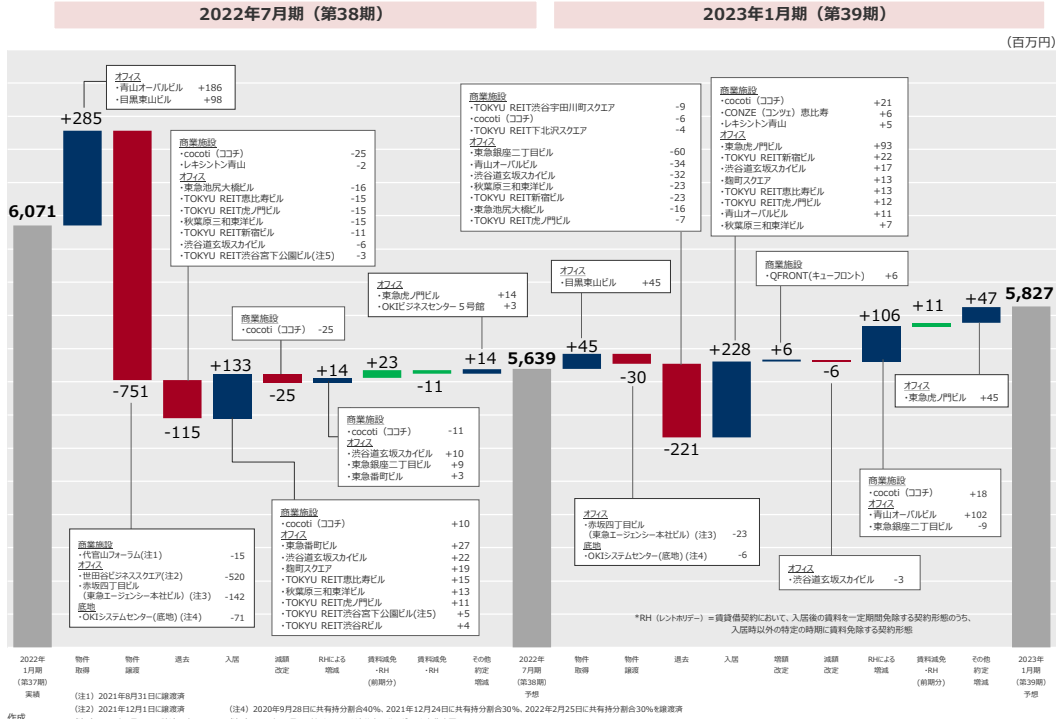 2022年7月期（第38期）
2023年1月期（第39期）
（百万円）
6,071
+285
オフィス
・青山オーバルビル +186
・目黒東山ビル +98
-751
商業施設
・代官山フォーラム(注1) -15
オフィス
・世田谷ビジネススクエア(注2) -520
・赤坂四丁目ビル
（東急エージェンシー本社ビル）(注3) -142
底地
・OKIシステムセンター(底地) (注4) -71
-115
商業施設
・cocoti（ココチ） -25
・レキシントン青山 -2
オフィス
・東急池尻大橋ビル -16
・TOKYU REIT恵比寿ビル -15
・TOKYU REIT虎ノ門ビル -15
・秋葉原三和東洋ビル -15
・TOKYU REIT新宿ビル -11
・渋谷道玄坂スカイビル -6
・TOKYU REIT渋谷宮下公園ビル(注5) -3
+133
商業施設
・cocoti（ココチ） +10
オフィス
・東急番町ビル +27
・渋谷道玄坂スカイビル +22
・麹町スクエア +19
・TOKYU REIT恵比寿ビル +15
・秋葉原三和東洋ビル +13
・TOKYU REIT虎ノ門ビル +11
・TOKYU REIT渋谷宮下公園ビル(注5) +5
・TOKYU REIT渋谷Rビル +4
-25
商業施設
・cocoti（ココチ） -25
+14
商業施設
・cocoti（ココチ） -11
オフィス
・渋谷道玄坂スカイビル +10
・東急銀座二丁目ビル +9
・東急番町ビル +3
+23
-11
+14
オフィス
・東急虎ノ門ビル +14
・OKIビジネスセンター５号館 +3
5,639
+45
オフィス
・目黒東山ビル +45
-30
オフィス
・赤坂四丁目ビル
（東急エージェンシー本社ビル）(注3) -23
底地
・OKIシステムセンター(底地) (注4) -6
-221
商業施設
・TOKYU REIT渋谷宇田川町スクエア -9
・cocoti（ココチ） -6
・TOKYU REIT下北沢スクエア -4
オフィス
・東急銀座二丁目ビル -60
・青山オーバルビル -34
・渋谷道玄坂スカイビル -32
・秋葉原三和東洋ビル -23
・TOKYU REIT新宿ビル -23
・東急池尻大橋ビル -16
・TOKYU REIT虎ノ門ビル -7
+228
商業施設
・cocoti（ココチ） +21
・CONZE（コンツェ）恵比寿 +6
・レキシントン青山 +5
オフィス
・東急虎ノ門ビル +93
・TOKYU REIT新宿ビル +22
・渋谷道玄坂スカイビル +17
・麹町スクエア +13
・TOKYU REIT恵比寿ビル +13
・TOKYU REIT虎ノ門ビル +12
・青山オーバルビル +11
・秋葉原三和東洋ビル +7
+6
商業施設
・QFRONT(キューフロント) +6
-6
オフィス
・渋谷道玄坂スカイビル -3
+106
商業施設
・cocoti（ココチ） +18
オフィス
・青山オーバルビル +102
・東急銀座二丁目ビル -9
+11
+47
オフィス
・東急虎ノ門ビル +45
5,827
*RH（レントホリデー）＝賃貸借契約において、入居後の賃料を一定期間免除する契約形態のうち、
入居時以外の特定の時期に賃料免除する契約形態
2022年1月期（第37期）実績
物件取得
物件譲渡
退去
入居
減額改定
RHによる増減
賃料減免・RH（前期分）
賃料減免・RH
その他約定増減
2022年7月期（第38期）予想
物件取得
物件譲渡
退去
入居
増額改定
減額改定
RHによる増減
賃料減免・RH（前期分）
その他約定増減
2023年1月期（第39期）予想
（注1）2021年8月31日に譲渡済
（注2）2021年12月1日に譲渡済
（注4）2020年9月28日に共有持分割合40%、2021年12月24日に共有持分割合30%、2022年2月25日に共有持分割合30%を譲渡済